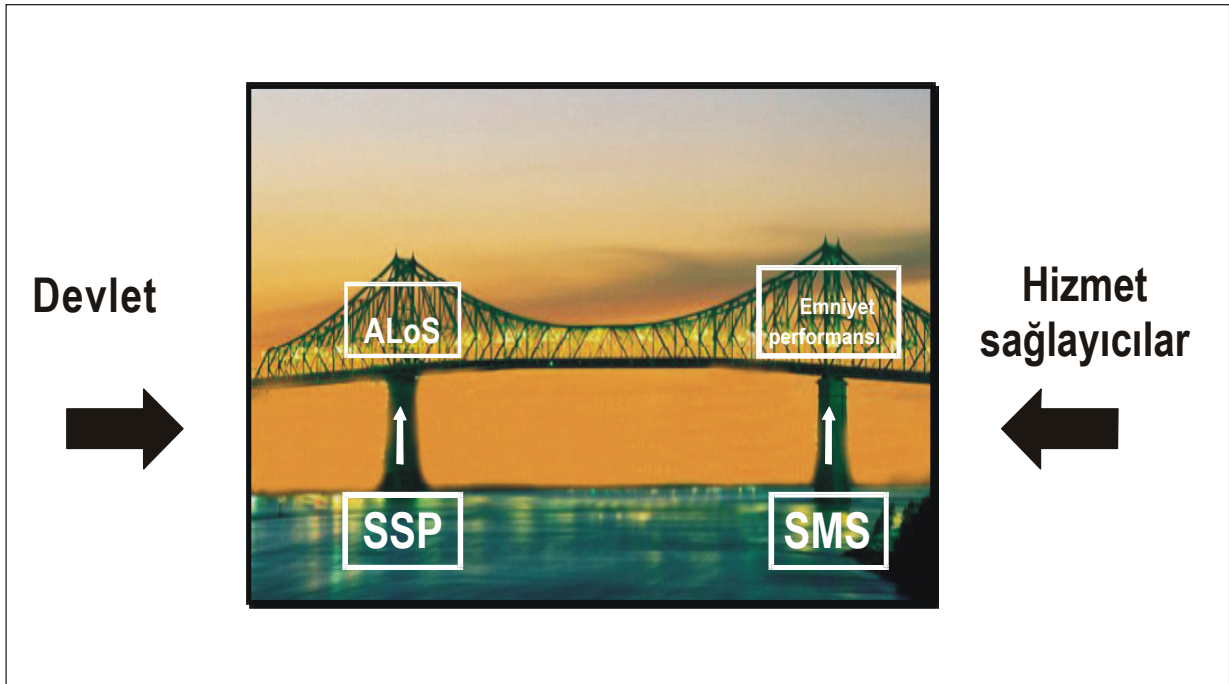 Devlet
ALoS
SSP
Emniyet
performansı
SMS
Hizmet
sağlayıcılar